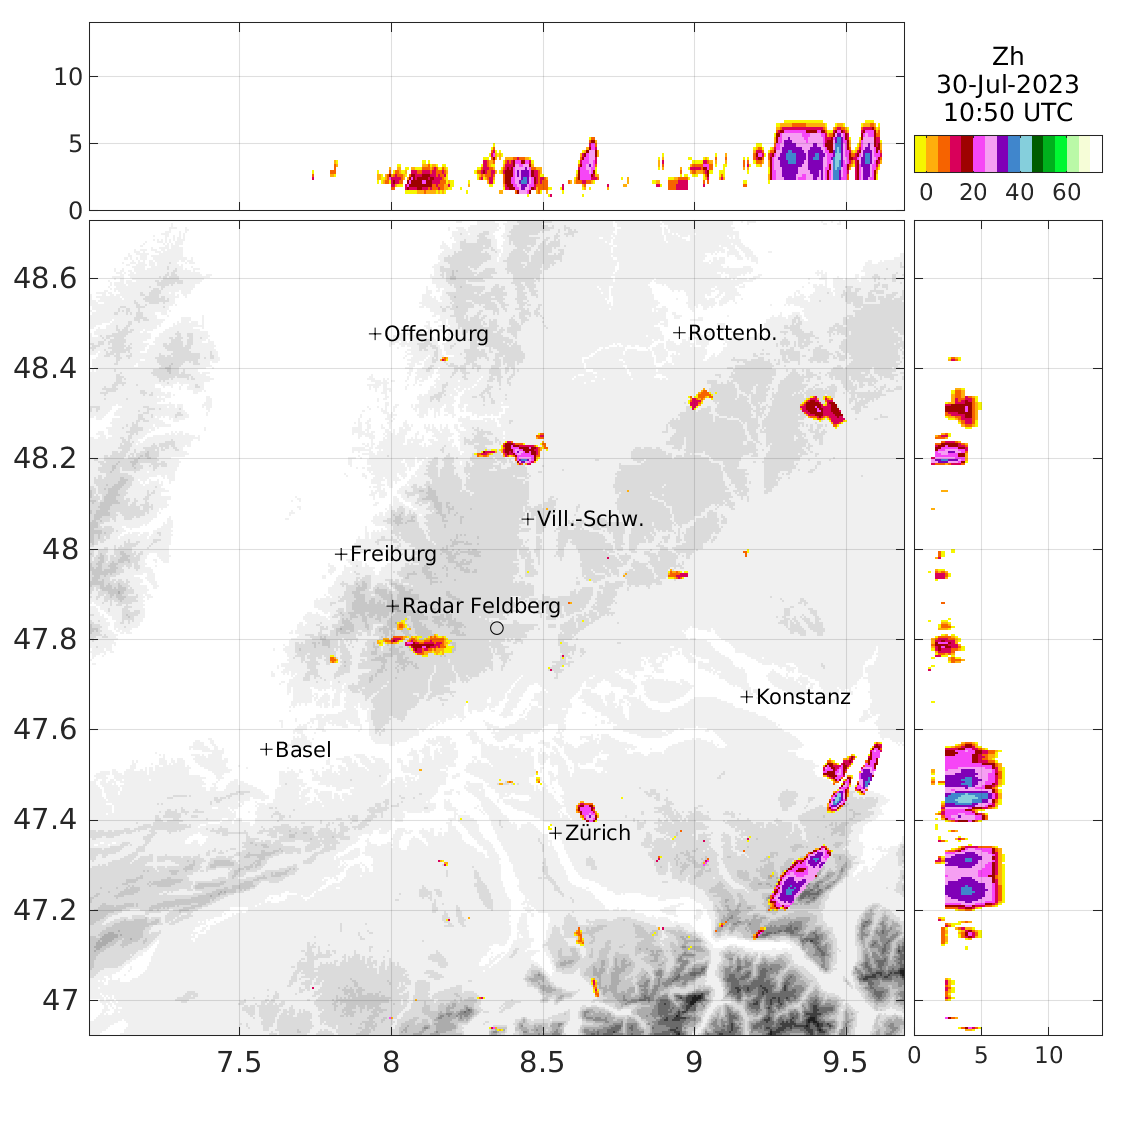 10
5
0
Zh
30-Jul-2023
10:50 UTC
0 20 40 60
48.6
48.4
48.2
48
47.8
47.6
47.4
47.2
47
+Offenburg
+Rottenb.
+Vill.-Schw.
+Freiburg
+Radar Feldberg
+Konstanz
+Basel
+Zürich
7.5 8 8.5 9 9.5
0 5 10